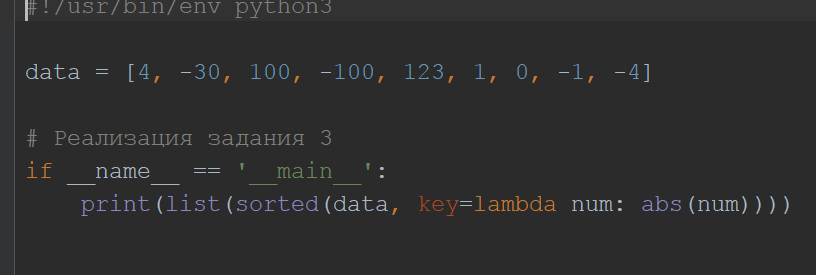 #!/usr/bin/env python3
data = [4, -30, 100, -100, 123, 1, 0, -1, -4]
# Реализация задания 3
if __name__ == '__main__':
    print(list(sorted(data, key=lambda num: abs(num))))